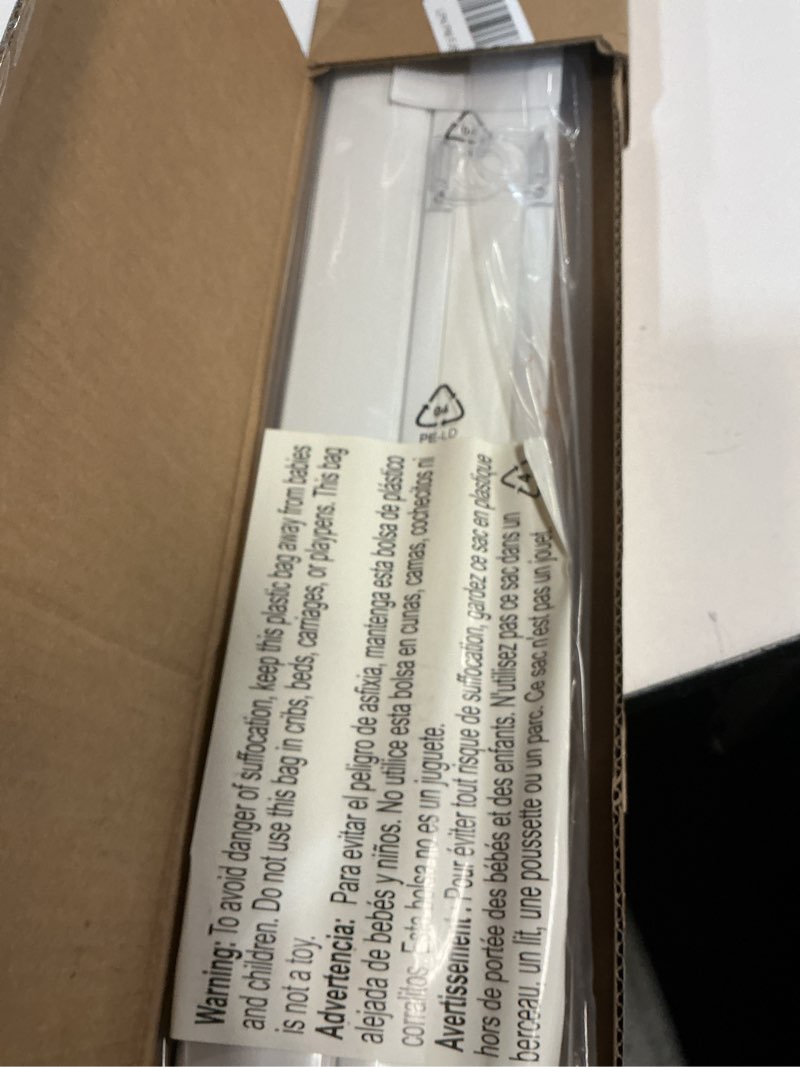 Warning: To avoid danger of suffocation, keep this plastic bag away from babies
and children. Do not use this bag in cribs, beds, carriages, or playpens. This bag
is not a toy.
Advertencia: Para evitar el peligro de asfixia, mantenga esta bolsa de plástico
alejada de bebés y niños. No utilice esta bolsa en cunas, camas, cochecitos ni
corralitos. Esta bolsa no es un juguete.
Avertissement : Pour éviter tout risque de suffocation, gardez ce sac en plastique
hors de portée des bébés et des enfants. N'utilisez pas ce sac dans un
berceau, un lit, une poussette ou un parc. Ce sac n'est pas un jouet.
PE-LD
4